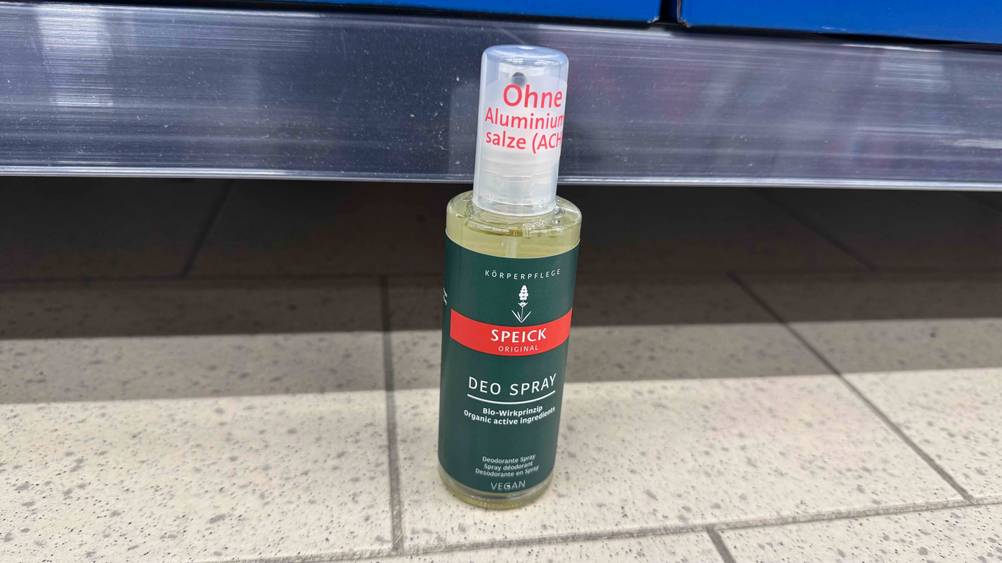 Ohne
Aluminium
salze (ACH
KÖRPERPFLEGE
SPEICK
ORIGINAL
DEO SPRAY
Bio-Wirkprinzip
Organic active ingredients
Deodorante Spray
Spray déodorant
Desodorante en Spray
VEGAN